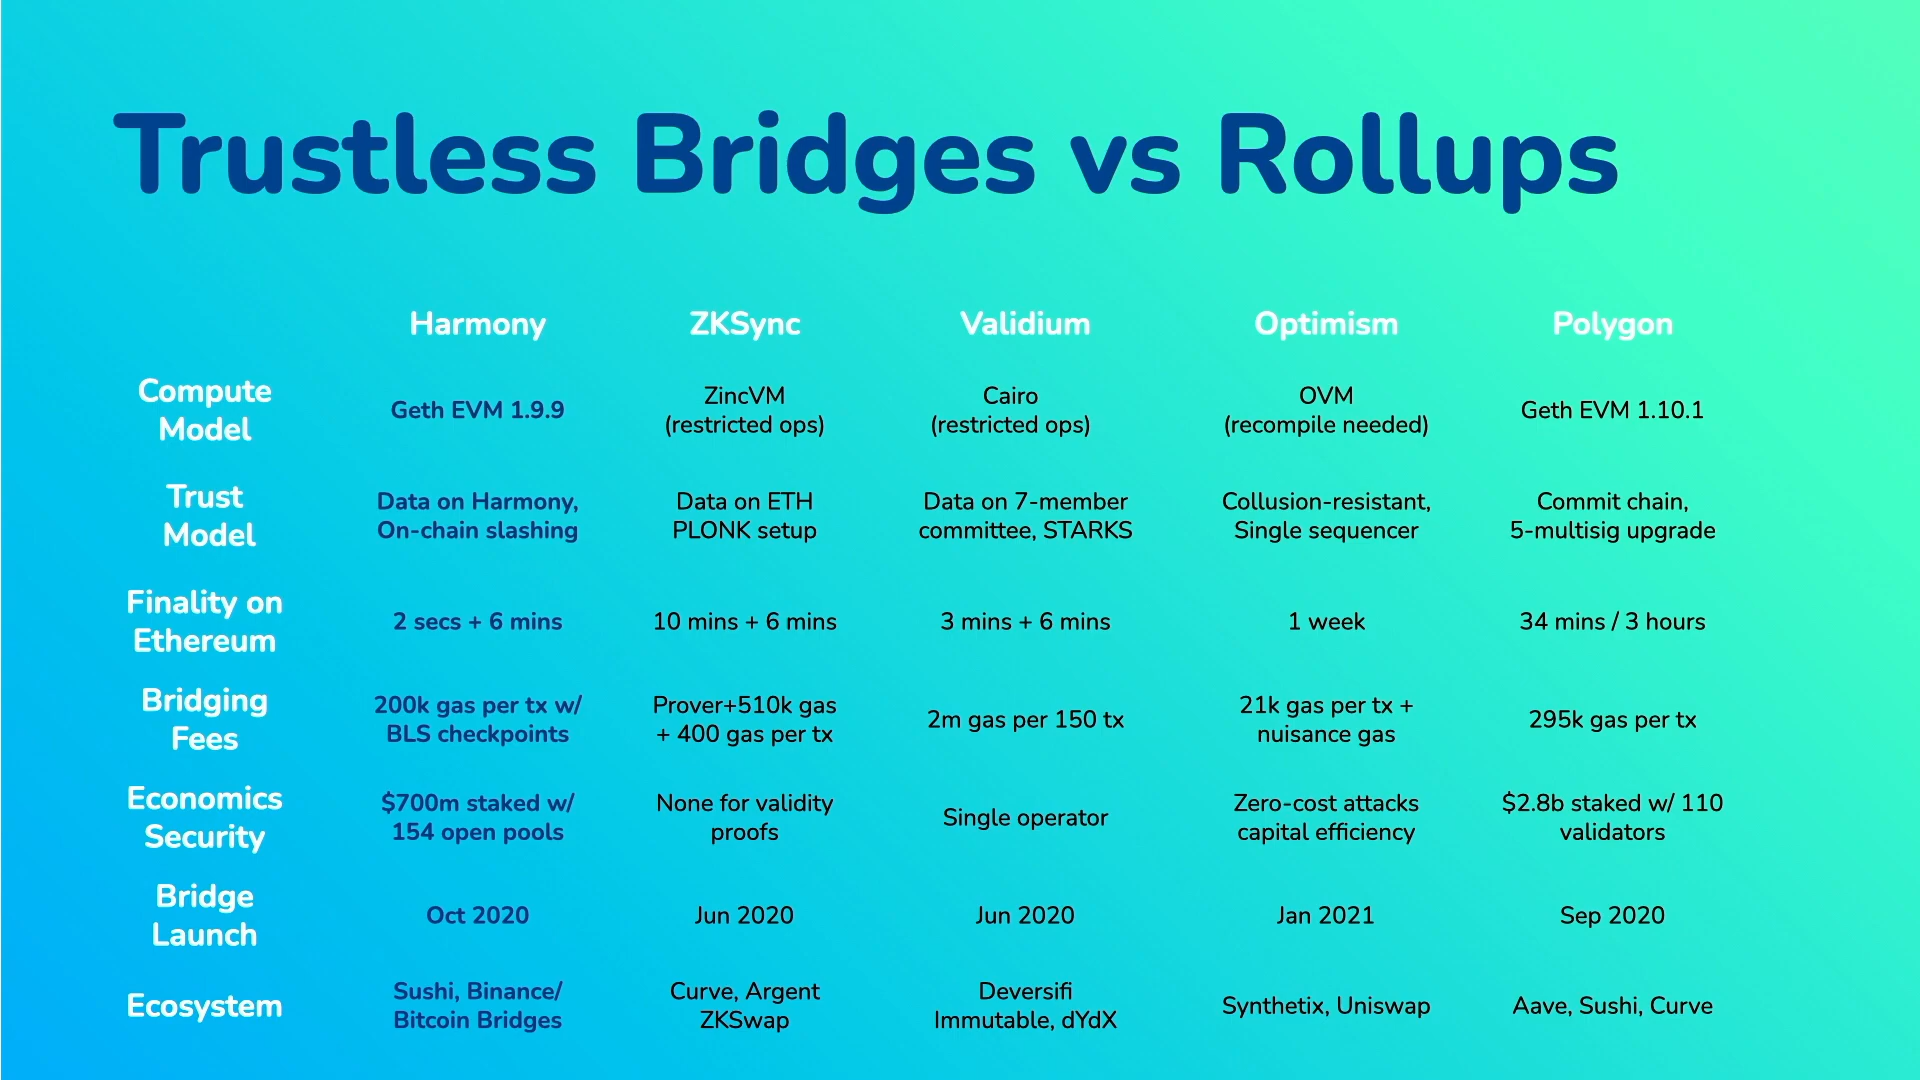 Trustless Bridges vs Rollups
Harmony ZKSync Validium Optimism Polygon
Compute
Model
Geth EVM 1.9.9
ZincVM
(restricted ops)
Cairo
(restricted ops)
OVM
(recompile needed)
Geth EVM 1.10.1
Trust
Model
Data on Harmony,
On-chain slashing
Data on ETH
PLONK setup
Data on 7-member
committee, STARKS
Collusion-resistant,
Single sequencer
Commit chain,
5-multisig upgrade
Finality on
Ethereum
2 secs + 6 mins
10 mins + 6 mins
3 mins + 6 mins
1 week
34 mins / 3 hours
Bridging
Fees
200k gas per tx w/
BLS checkpoints
Prover+510k gas
+ 400 gas per tx
2m gas per 150 tx
21k gas per tx +
nuisance gas
295k gas per tx
Economics
Security
$700m staked w/
154 open pools
None for validity
proofs
Single operator
Zero-cost attacks
capital efficiency
$2.8b staked w/ 110
validators
Bridge
Launch
Oct 2020
Jun 2020
Jun 2020
Jan 2021
Sep 2020
Ecosystem
Sushi, Binance/
Bitcoin Bridges
Curve, Argent
ZKSwap
Deversifi
Immutable, dYdX
Synthetix, Uniswap
Aave, Sushi, Curve